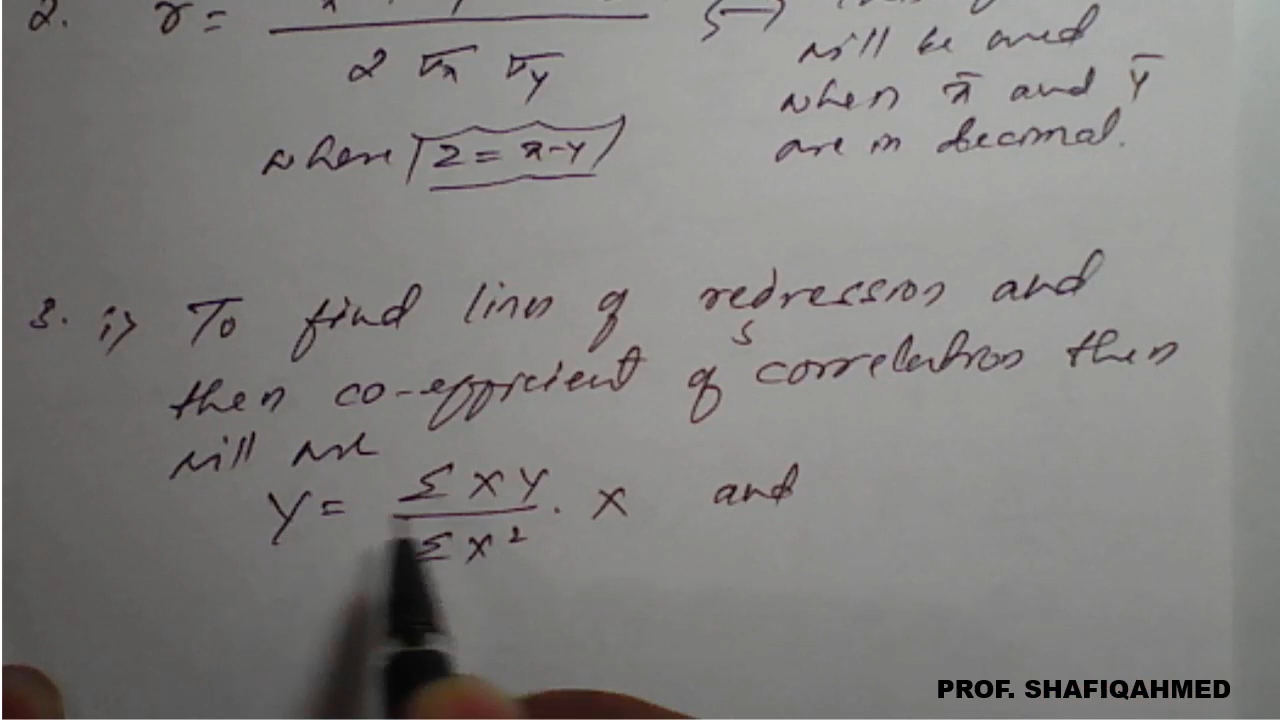 2. r =
2 σx σy
will be used
when x̄ and Ȳ
are in decimal.
where z = x-y
3. i> To find lines of regression and
then co-efficient of correlation then
will use
Y = ΣXY / ΣX² . X and
PROF. SHAFIQAHMED